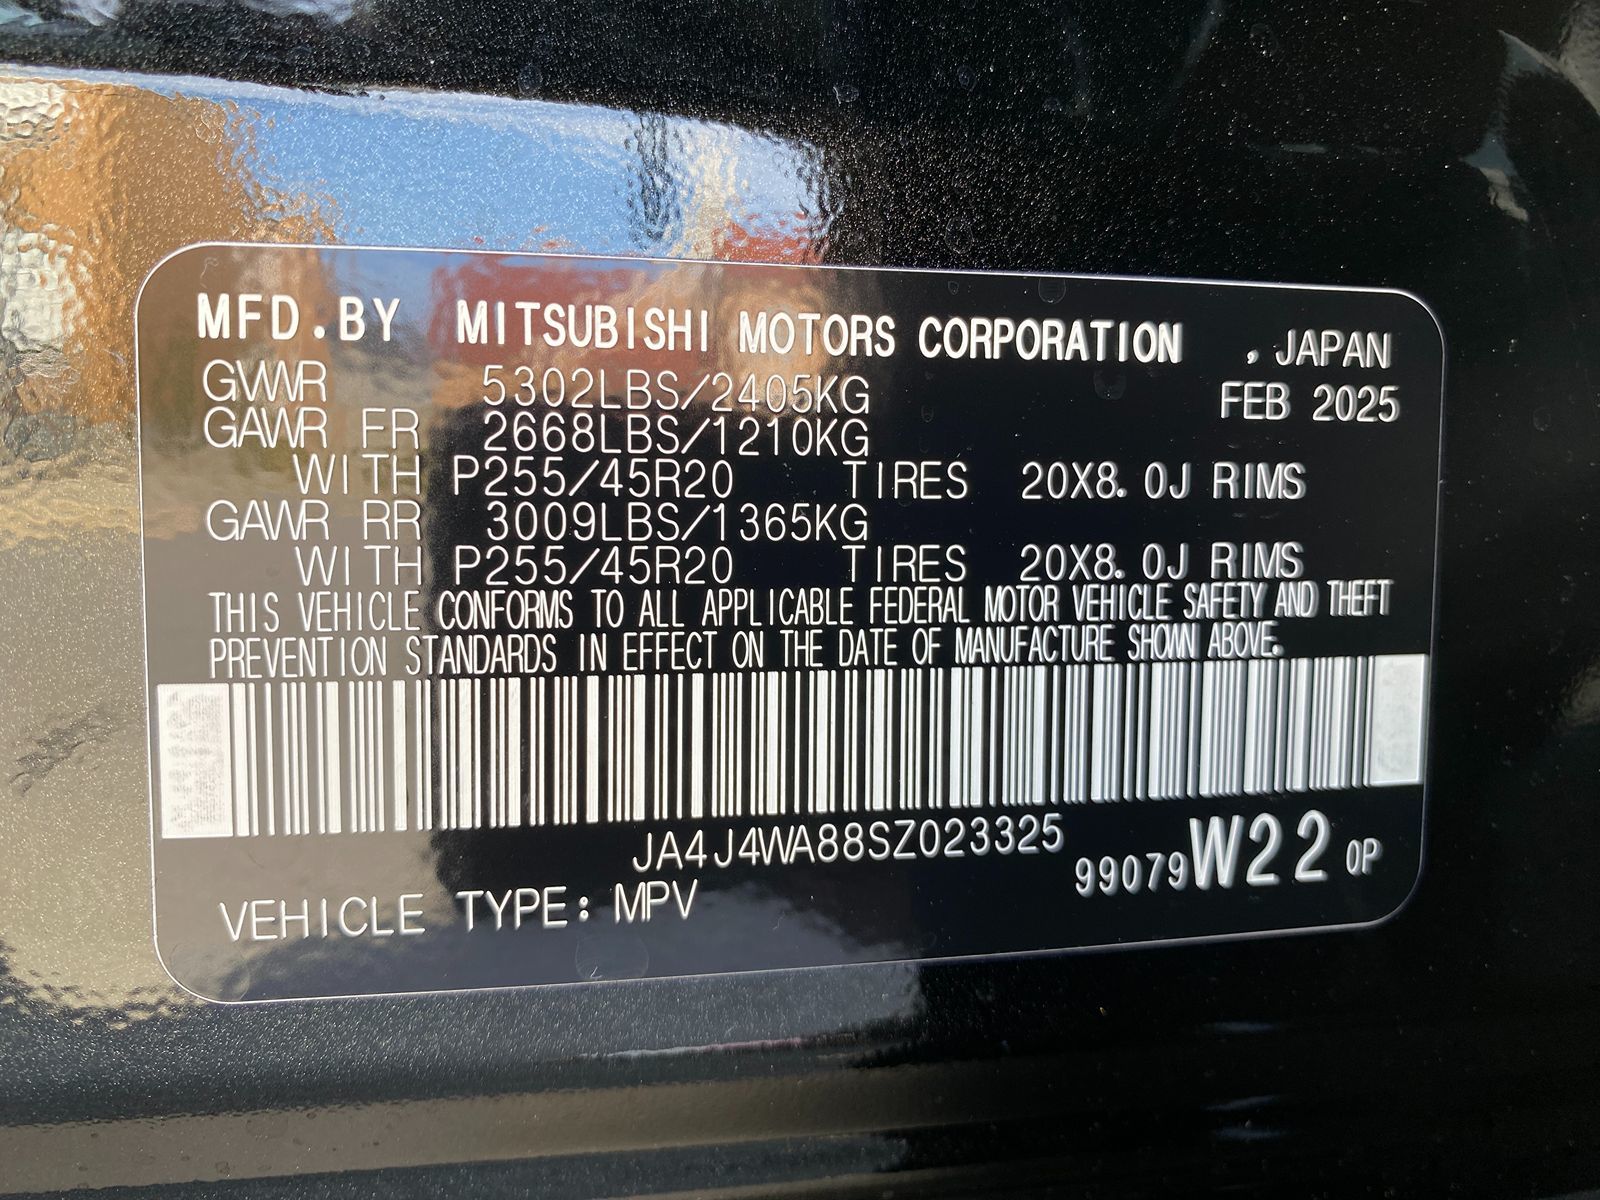 MFD.BY MITSUBISHI MOTORS CORPORATION , JAPAN
GVWR 5302LBS/2405KG FEB 2025
GAWR FR 2668LBS/1210KG
WITH P255/45R20 TIRES 20X8.0J RIMS
GAWR RR 3009LBS/1365KG
WITH P255/45R20 TIRES 20X8.0J RIMS
THIS VEHICLE CONFORMS TO ALL APPLICABLE FEDERAL MOTOR VEHICLE SAFETY AND THEFT
PREVENTION STANDARDS IN EFFECT ON THE DATE OF MANUFACTURE SHOWN ABOVE.
JA4J4WA88SZ023325
99079 W22 0P
VEHICLE TYPE: MPV